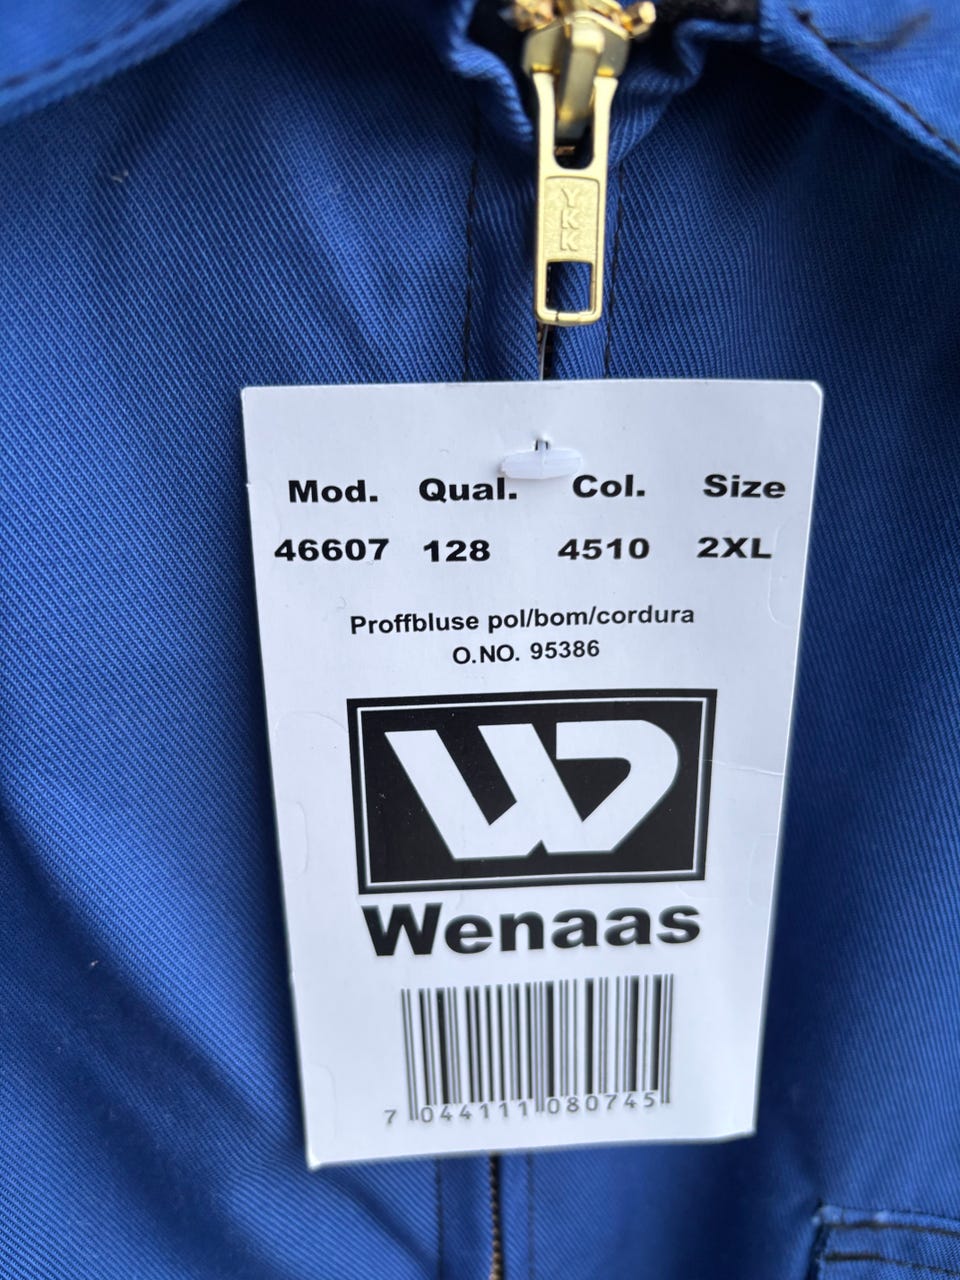 YKK
Mod. Qual. Col. Size
46607 128 4510 2XL
Proffbluse pol/bom/cordura
O.NO. 95386
W
Wenaas
7 044111 080745